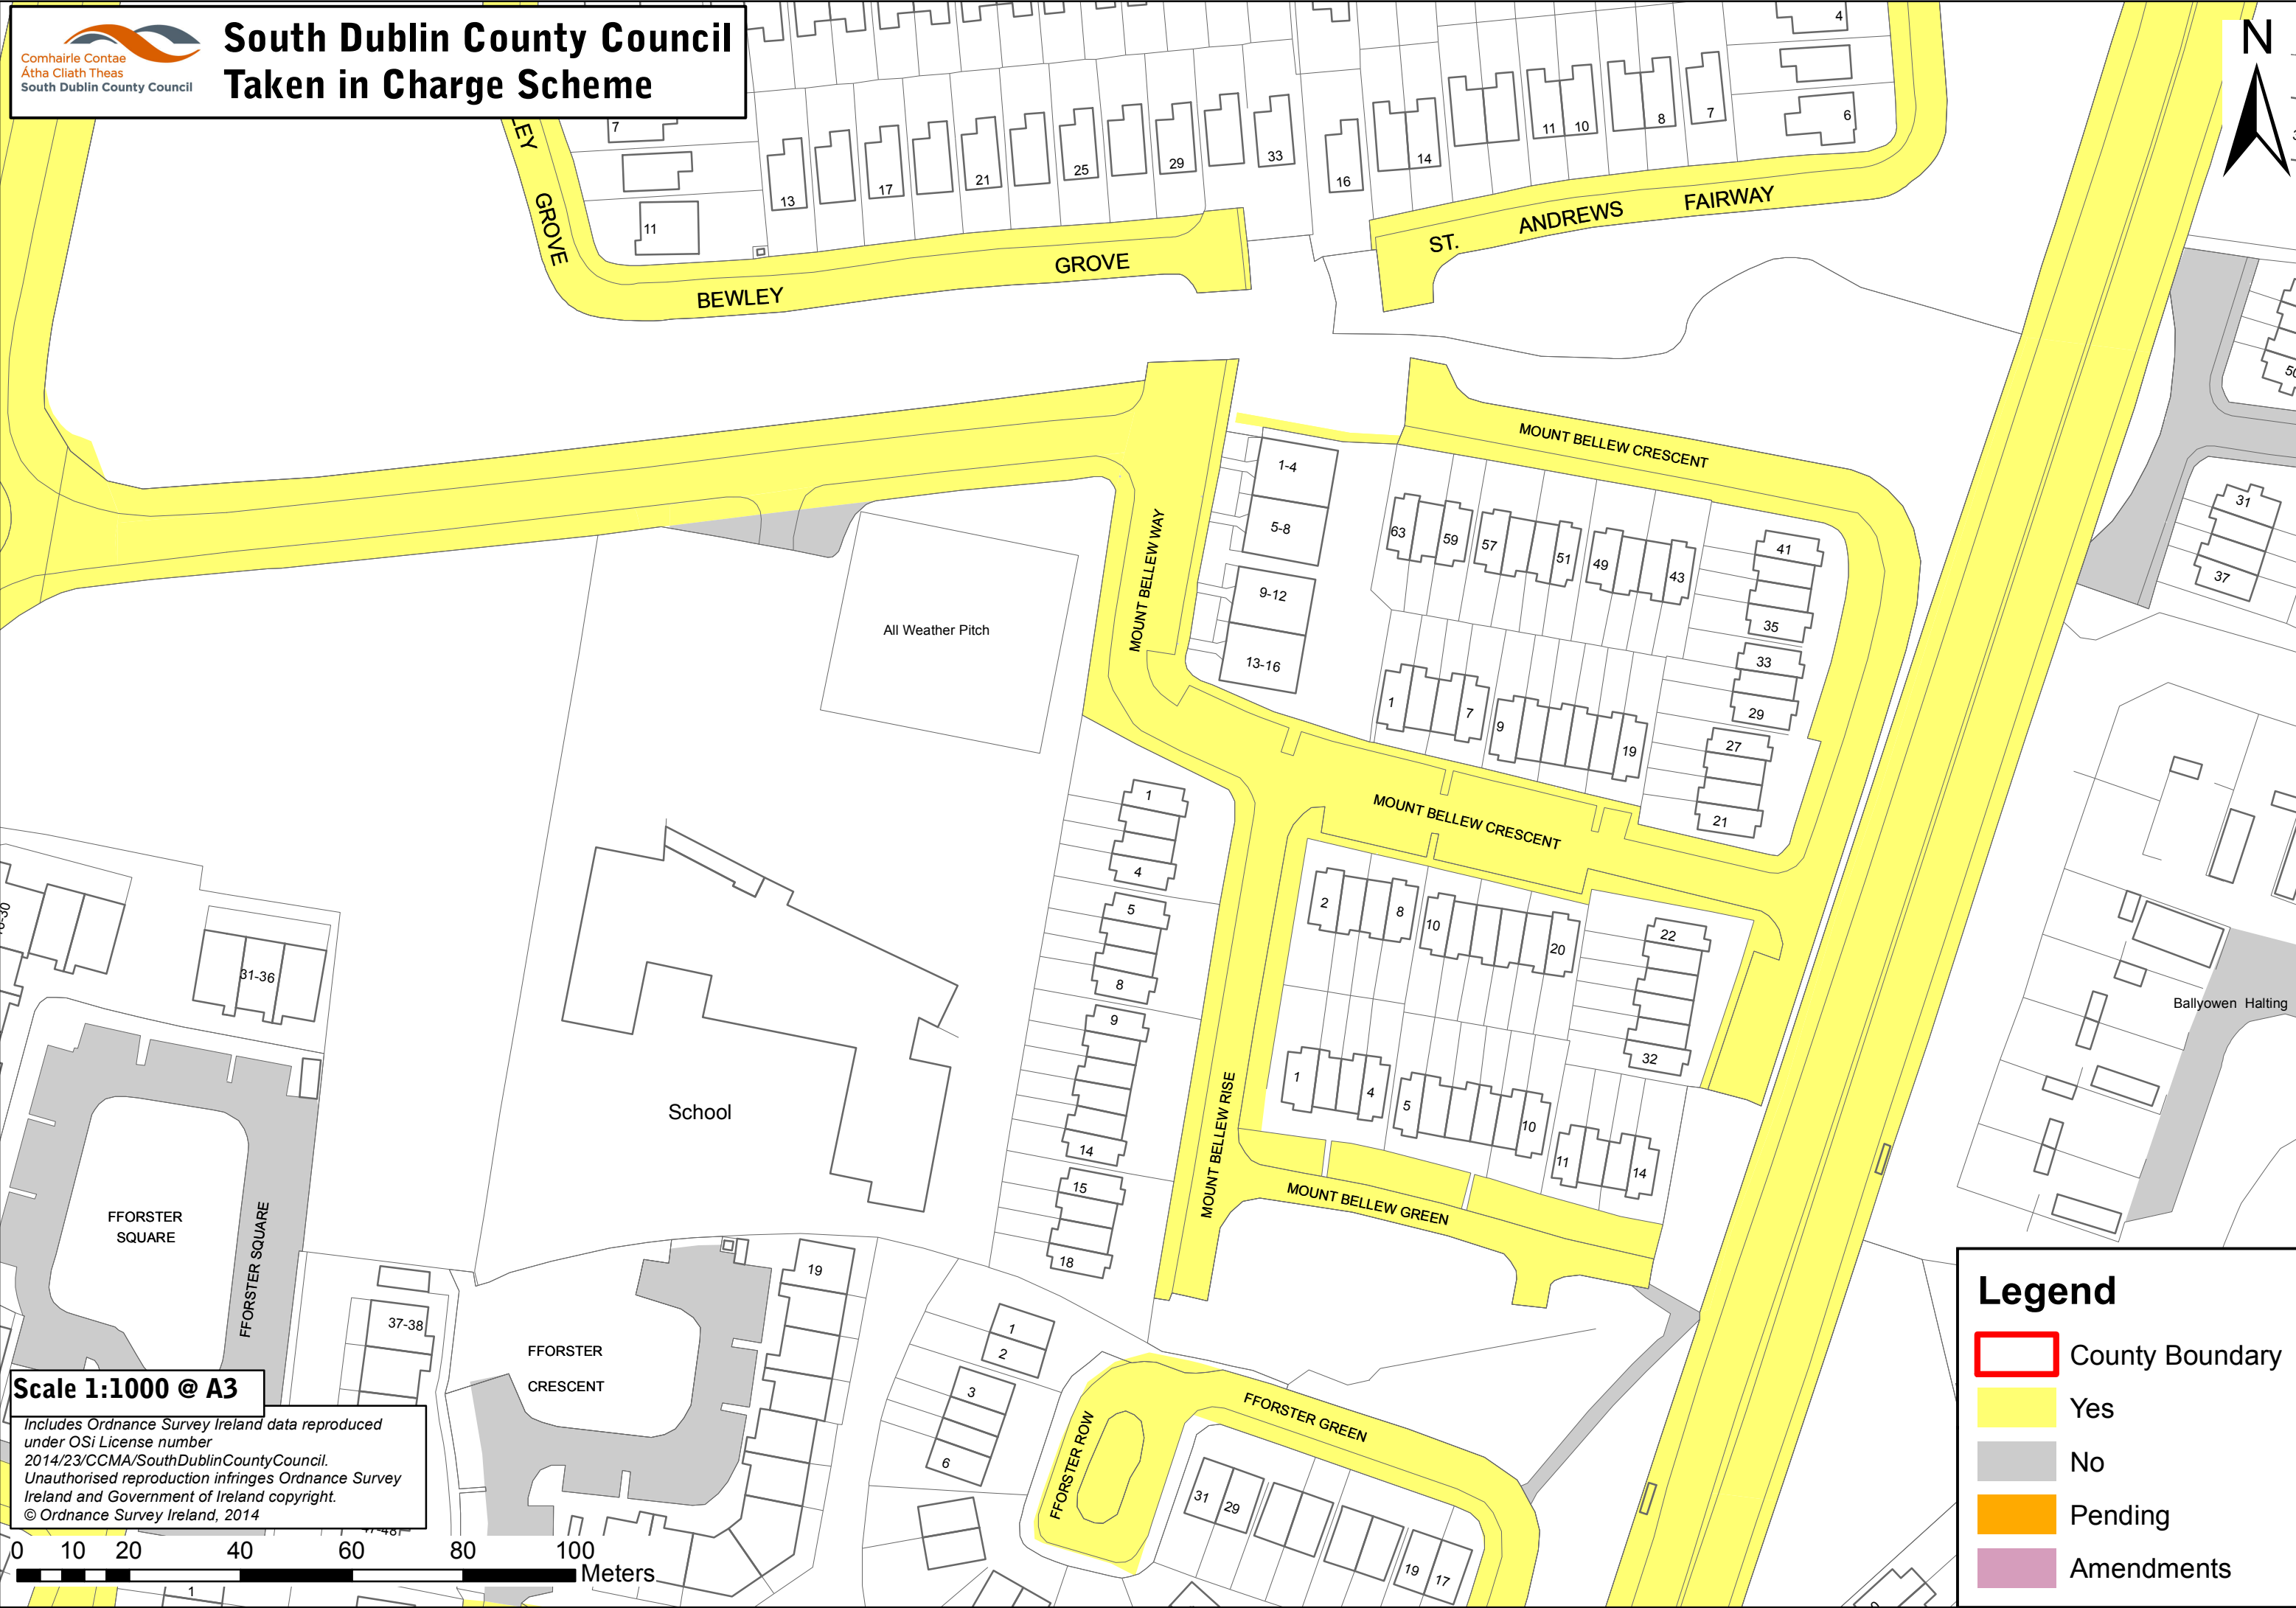 Comhairle Contae
Átha Cliath Theas
South Dublin County Council
South Dublin County Council
Taken in Charge Scheme
N
4
6
7
8
10
11
14
16
33
29
25
21
17
13
7
11
LEY
GROVE
BEWLEY
GROVE
ST.
ANDREWS
FAIRWAY
MOUNT BELLEW CRESCENT
MOUNT BELLEW WAY
1-4
5-8
9-12
13-16
63
59
57
51
49
43
41
35
33
29
27
21
1
7
9
19
31
37
All Weather Pitch
MOUNT BELLEW CRESCENT
1
4
5
8
9
14
15
18
2
8
10
20
22
32
1
4
5
10
11
14
MOUNT BELLEW RISE
MOUNT BELLEW GREEN
Ballyowen Halting
School
31-36
FFORSTER
SQUARE
FFORSTER SQUARE
37-38
19
FFORSTER
CRESCENT
1
2
3
6
FFORSTER ROW
FFORSTER GREEN
31
29
19
17
1
Scale 1:1000 @ A3
Includes Ordnance Survey Ireland data reproduced
under OSi License number
2014/23/CCMA/SouthDublinCountyCouncil.
Unauthorised reproduction infringes Ordnance Survey
Ireland and Government of Ireland copyright.
© Ordnance Survey Ireland, 2014
0 10 20 40 60 80 100
Meters
Legend
County Boundary
Yes
No
Pending
Amendments